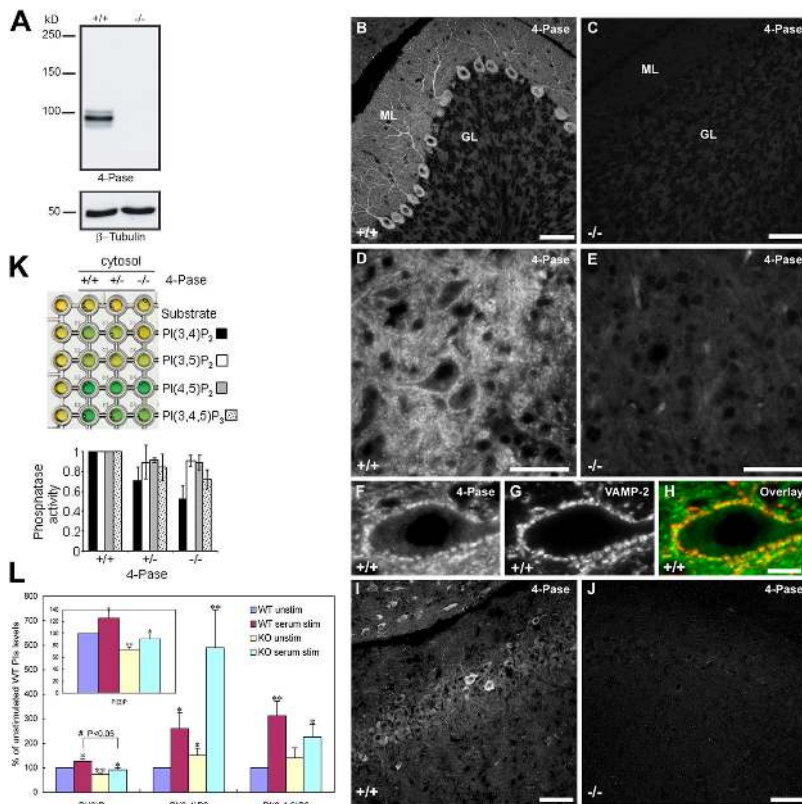 A
kD
+/+
-/-
250
150
100
4-Pase
50
β-Tubulin
B
4-Pase
ML
GL
+/+
C
4-Pase
ML
GL
-/-
D
4-Pase
+/+
E
4-Pase
-/-
F
4-Pase
+/+
G
VAMP-2
+/+
H
Overlay
+/+
I
4-Pase
+/+
J
4-Pase
-/-
K
cytosol
+/+ +/- -/- 4-Pase
Substrate
PI(3,4)P2
PI(3,5)P2
PI(4,5)P2
PI(3,4,5)P3
Phosphatase
activity
1
0.8
0.6
0.4
0.2
0
+/+ +/- -/-
4-Pase
L
% of unstimulated WT PIs levels
800
700
600
500
400
300
200
100
0
140
120
100
80
60
40
20
0
PI(3)P
WT unstim
WT serum stim
KO unstim
KO serum stim
# P<0.05